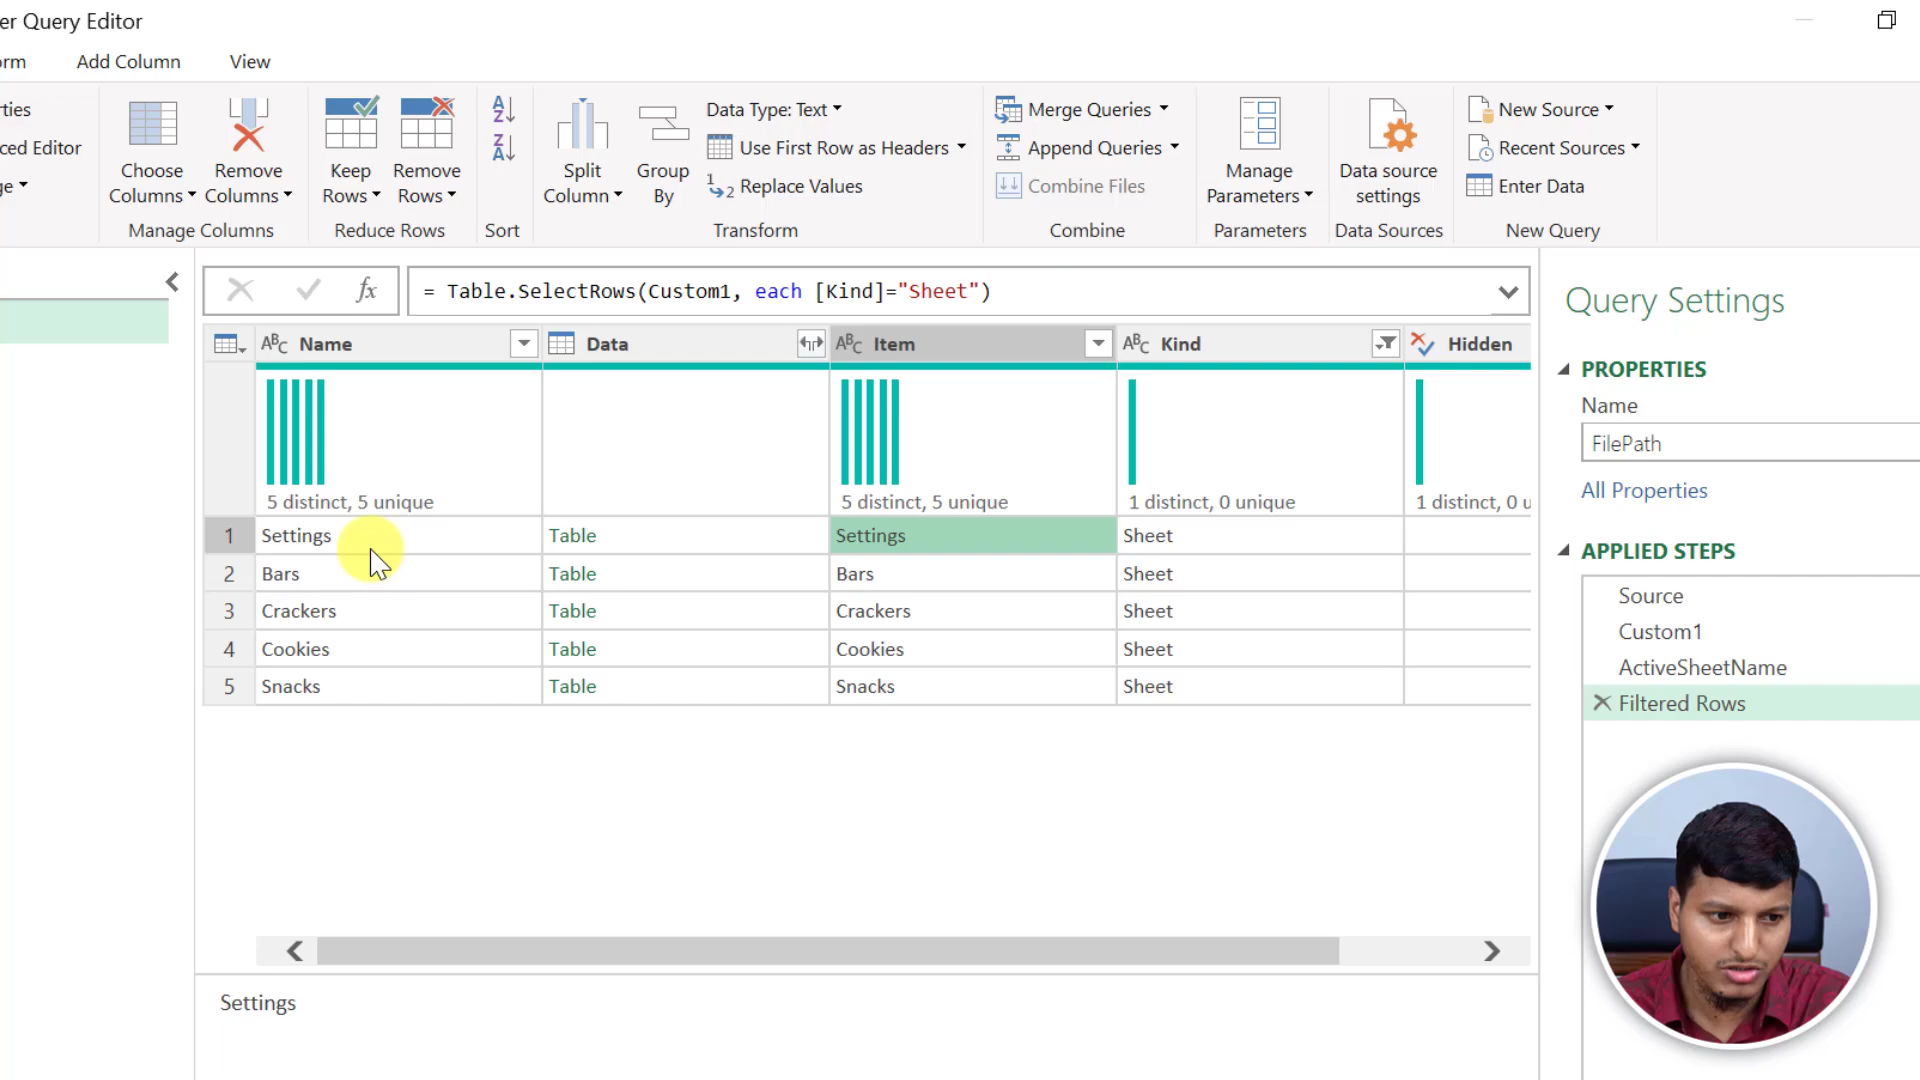 er Query Editor
orm Add Column View
ties
ced Editor
ge
Choose Columns
Remove Columns
Manage Columns
Keep Rows
Remove Rows
Reduce Rows
Sort
Split Column
Group By
Data Type: Text
Use First Row as Headers
Replace Values
Transform
Merge Queries
Append Queries
Combine Files
Combine
Manage Parameters
Parameters
Data source settings
Data Sources
New Source
Recent Sources
Enter Data
New Query
fx = Table.SelectRows(Custom1, each [Kind]="Sheet")
Name Data Item Kind Hidden
5 distinct, 5 unique 5 distinct, 5 unique 1 distinct, 0 unique 1 distinct, 0 u
1 Settings Table Settings Sheet
2 Bars Table Bars Sheet
3 Crackers Table Crackers Sheet
4 Cookies Table Cookies Sheet
5 Snacks Table Snacks Sheet
Settings
Query Settings
PROPERTIES
Name
FilePath
All Properties
APPLIED STEPS
Source
Custom1
ActiveSheetName
Filtered Rows